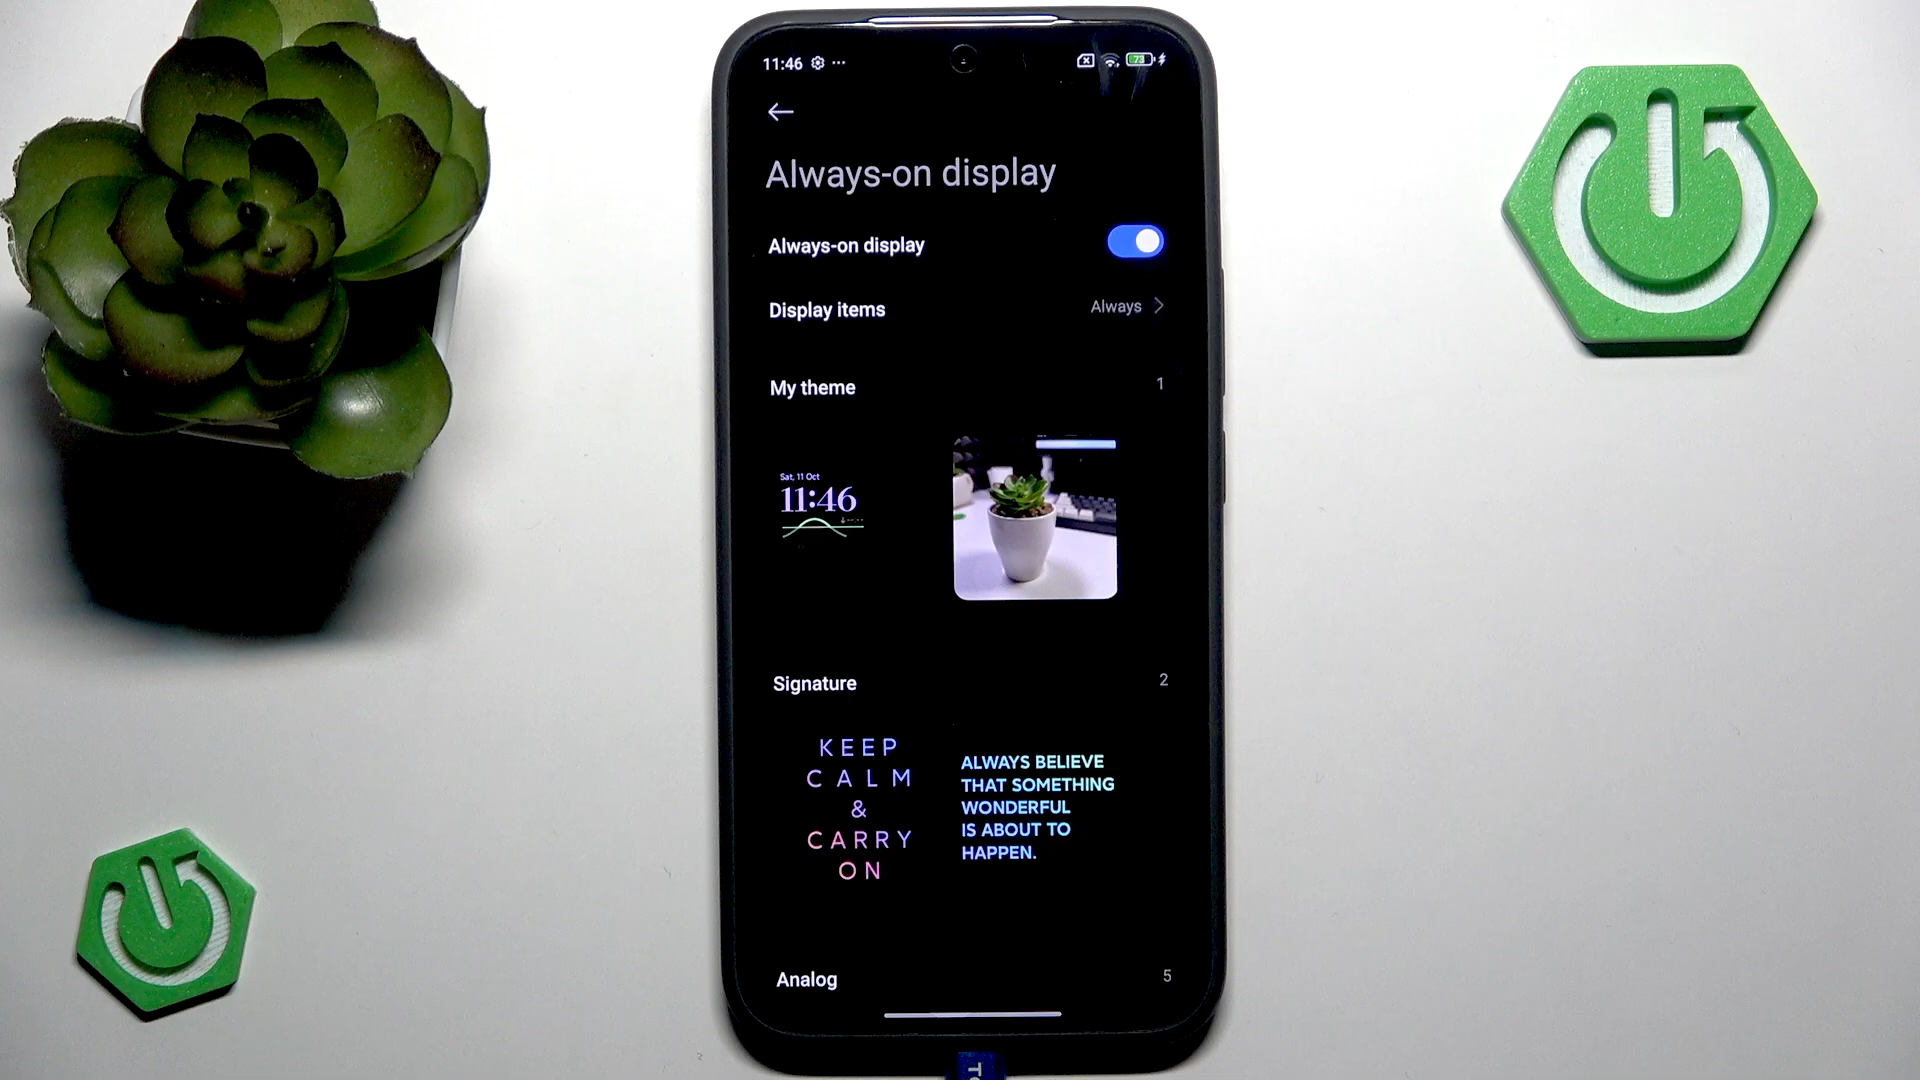 11:46 ...
73
Always-on display
Always-on display
Display items
Always
My theme
1
Sat, 11 Oct
11:46
Signature
2
KEEP
CALM
&
CARRY
ON
ALWAYS BELIEVE
THAT SOMETHING
WONDERFUL
IS ABOUT TO
HAPPEN.
Analog
5